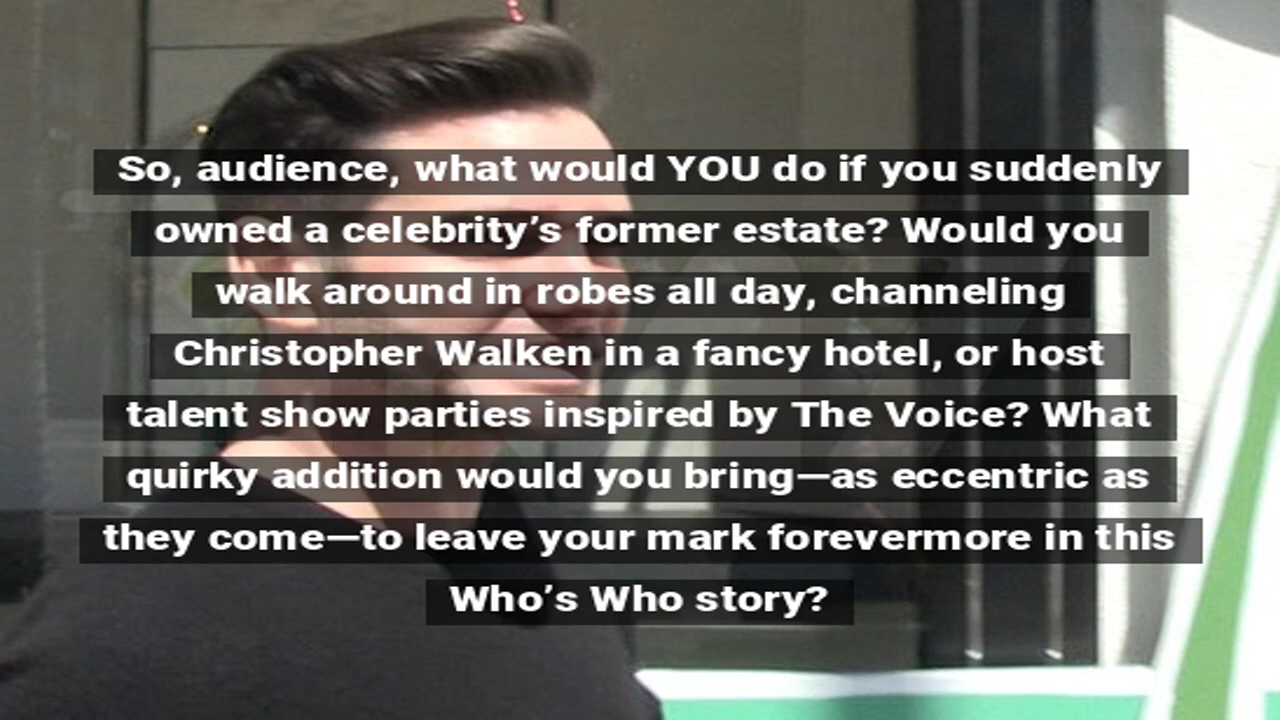 So, audience, what would YOU do if you suddenly
owned a celebrity’s former estate? Would you
walk around in robes all day, channeling
Christopher Walken in a fancy hotel, or host
talent show parties inspired by The Voice? What
quirky addition would you bring—as eccentric as
they come—to leave your mark forevermore in this
Who’s Who story?